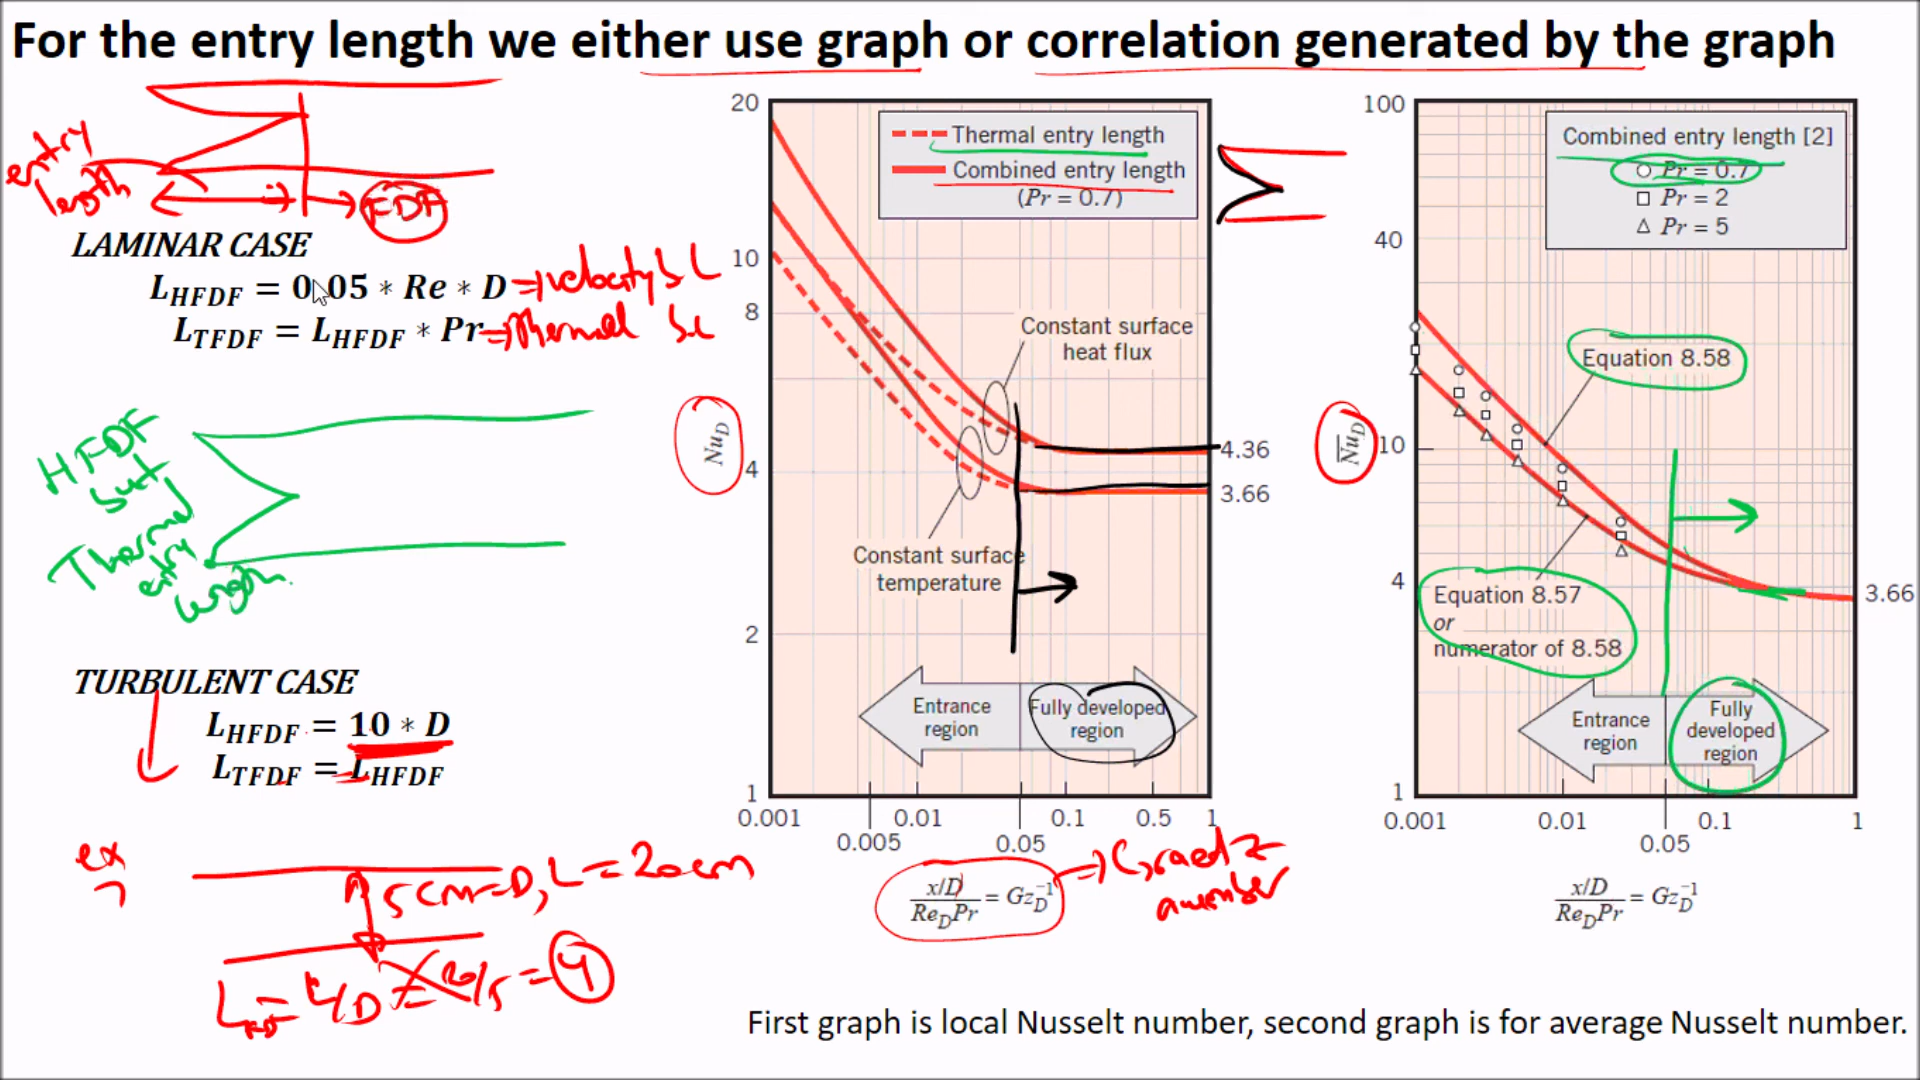 For the entry length we either use graph or correlation generated by the graph
entry
length
FDF
LAMINAR CASE
L_HFDF = 0.05 * Re * D ⇒ velocity b L
L_TFDF = L_HFDF * Pr ⇒ Thermal b L
HFDF
but
Thermal
entry
length.
TURBULENT CASE
L_HFDF = 10 * D
L_TFDF = L_HFDF
ex
5cm=D, L=20cm
L/D = 20/5 = 4
20
10
8
4
2
1
Nu_D
Thermal entry length
Combined entry length
(Pr = 0.7)
Constant surface
heat flux
Constant surface
temperature
4.36
3.66
Entrance
region
Fully developed
region
0.001 0.01 0.1 0.5 1
0.005 0.05
x/D / Re_D Pr = Gz_D^-1
⇒ Graetz
number
100
40
10
4
1
N̅u̅_D
Combined entry length [2]
Pr = 0.7
Pr = 2
Pr = 5
Equation 8.58
Equation 8.57
or
numerator of 8.58
3.66
Entrance
region
Fully
developed
region
0.001 0.01 0.1 1
0.05
x/D / Re_D Pr = Gz_D^-1
First graph is local Nusselt number, second graph is for average Nusselt number.